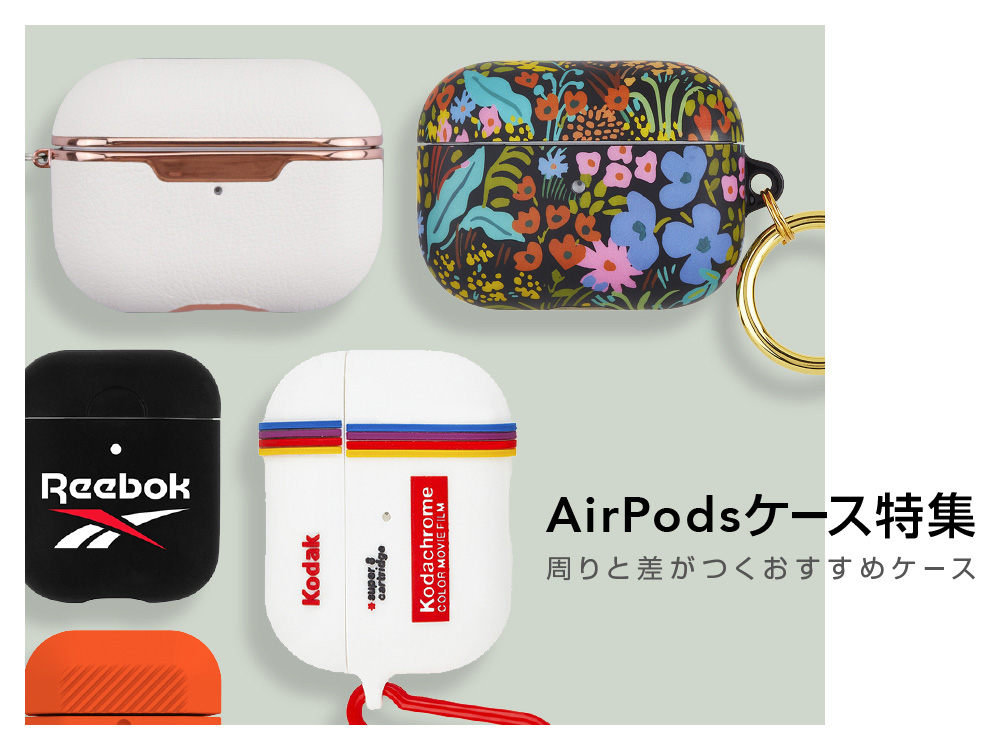 Reebok
Kodak
super 8
cartridge
Kodachrome
COLOR MOVIE FILM
AirPodsケース特集
周りと差がつくおすすめケース